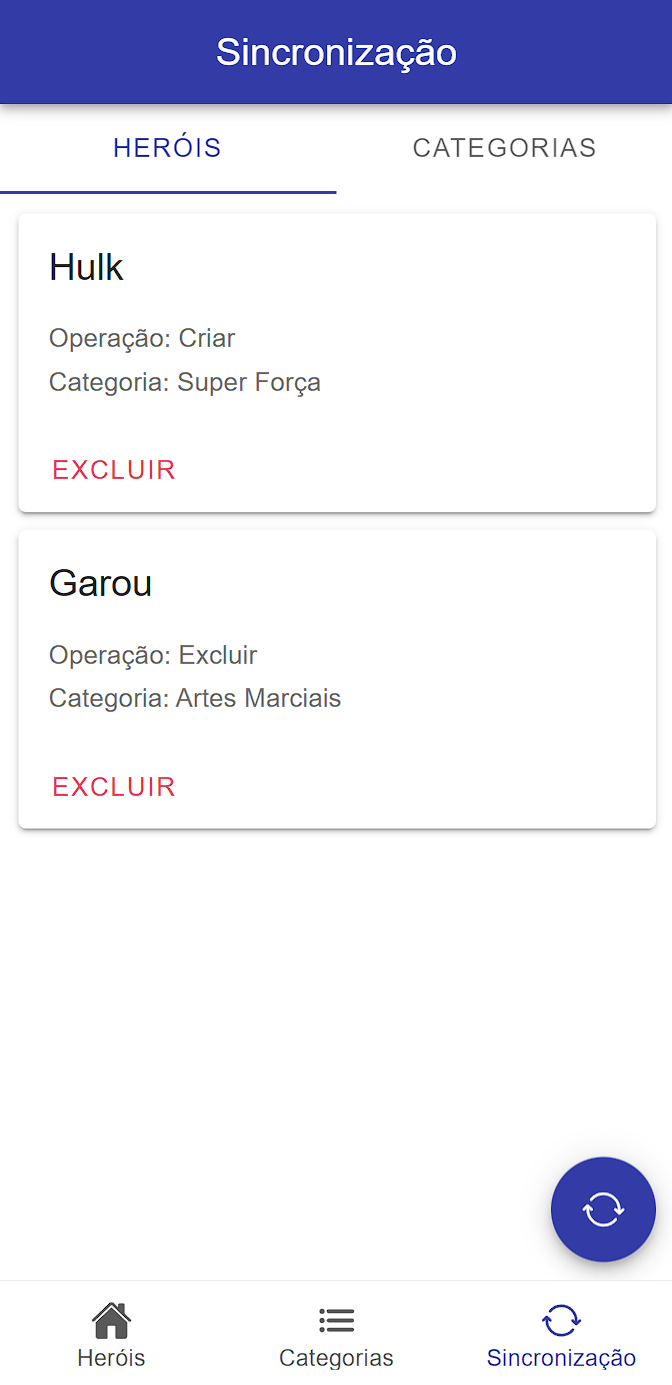 Sincronização
HERÓIS
CATEGORIAS
Hulk
Operação: Criar
Categoria: Super Força
EXCLUIR
Garou
Operação: Excluir
Categoria: Artes Marciais
EXCLUIR
Heróis
Categorias
Sincronização